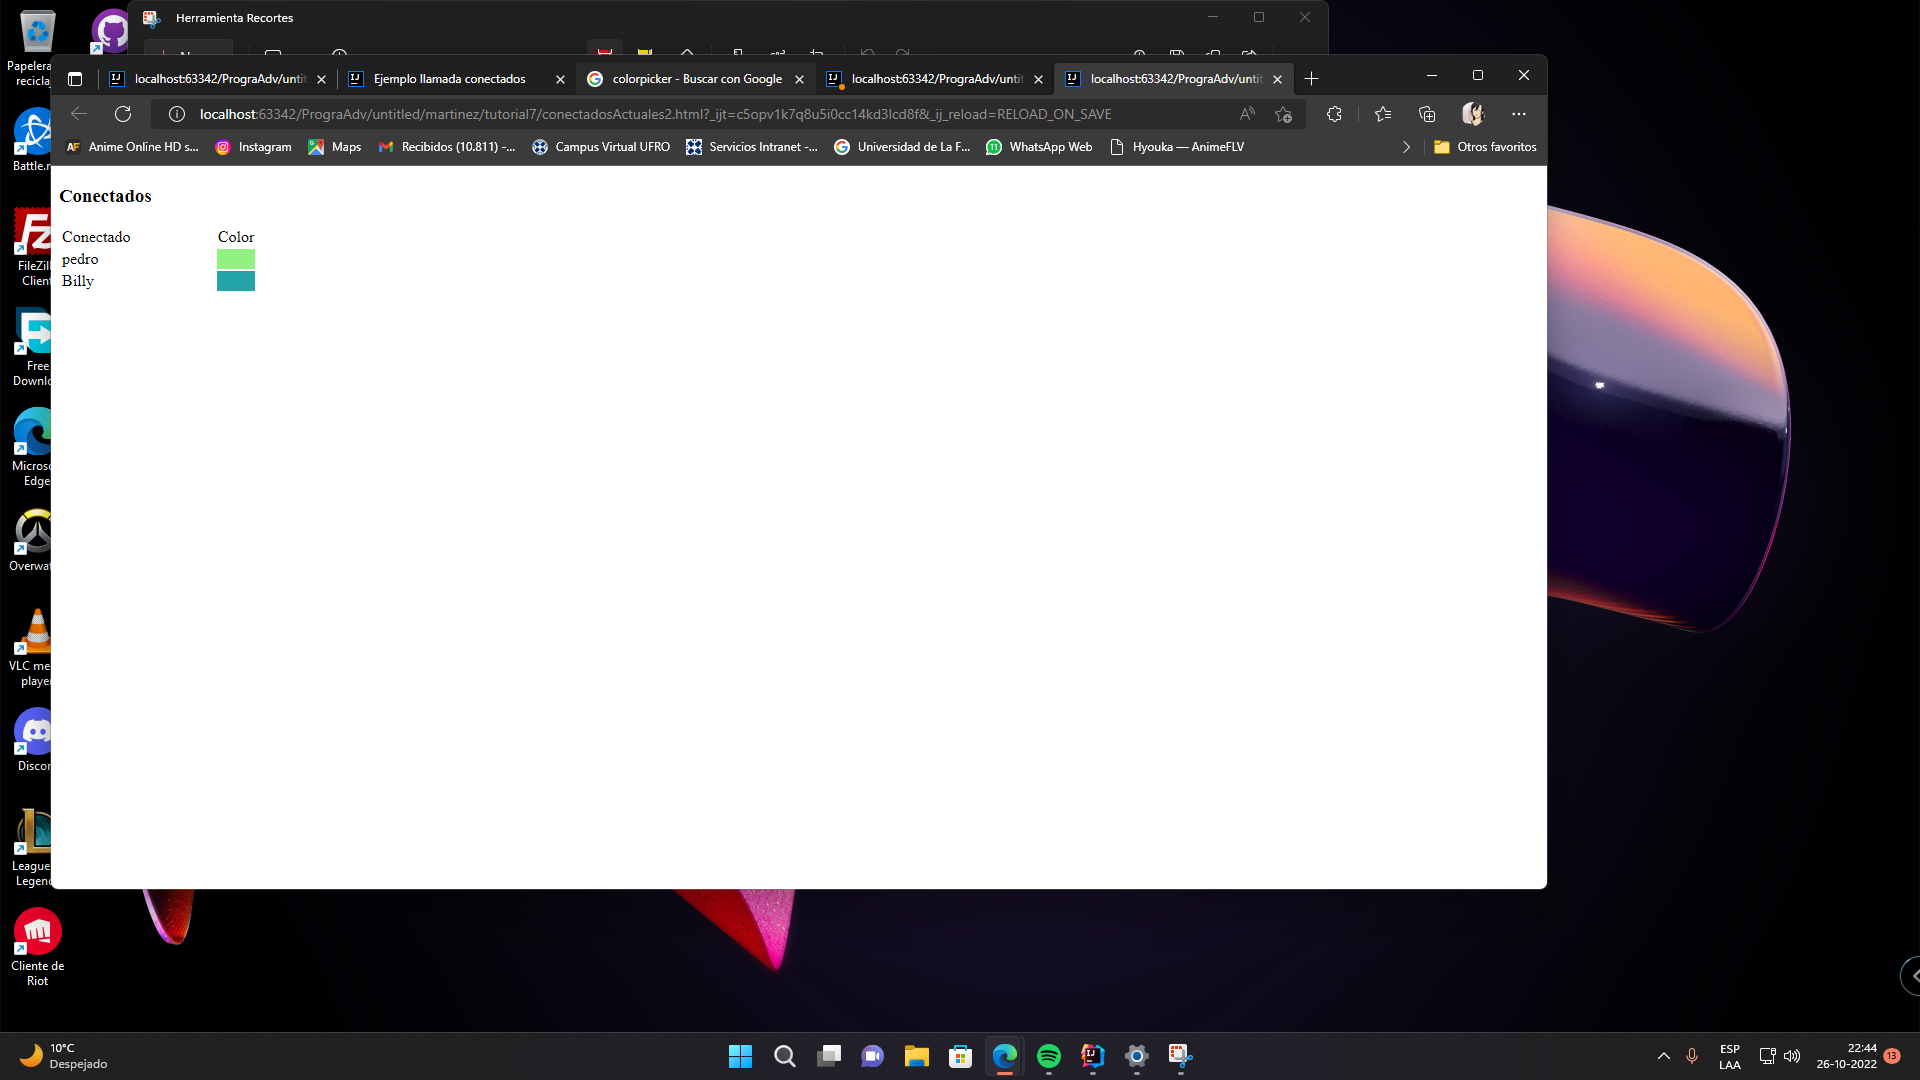 Herramienta Recortes
localhost:63342/PrograAdv/unti
Ejemplo llamada conectados
colorpicker - Buscar con Google
localhost:63342/PrograAdv/unti
localhost:63342/PrograAdv/unti
localhost:63342/PrograAdv/untitled/martinez/tutorial7/conectadosActuales2.html?_ijt=c5opv1k7q8u5i0cc14kd3lcd8f&_ij_reload=RELOAD_ON_SAVE
Anime Online HD s... Instagram Maps Recibidos (10.811) -... Campus Virtual UFRO Servicios Intranet -... Universidad de La F... WhatsApp Web Hyouka — AnimeFLV Otros favoritos
Conectados
Conectado Color
pedro
Billy
Papelera
recicla
Battle.n
FileZill
Client
Free
Downlo
Micros
Edge
Overwa
VLC me
playe
Discor
League
Legen
Cliente de
Riot
10°C
Despejado
ESP
LAA
22:44
26-10-2022
13